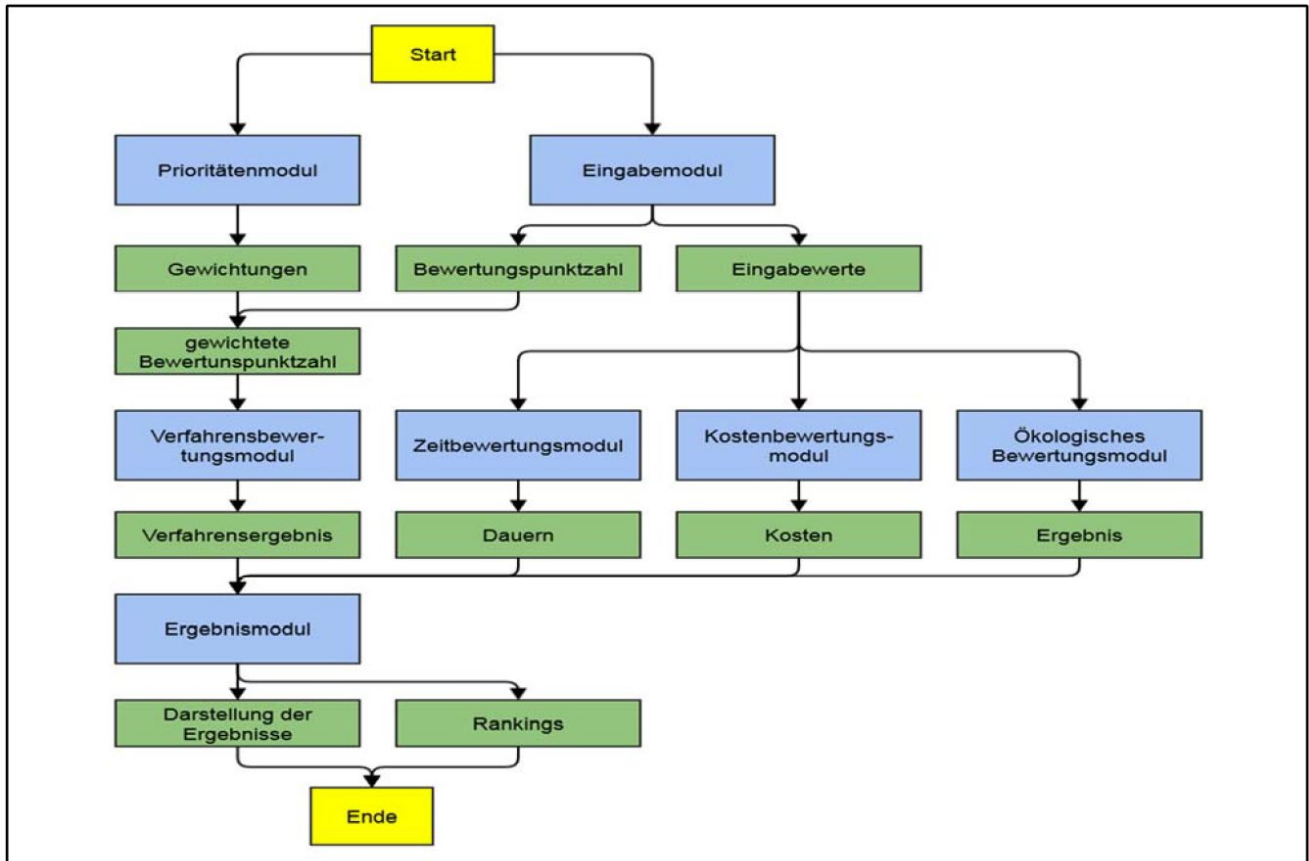 Start
Prioritätenmodul
Eingabemodul
Gewichtungen
Bewertungspunktzahl
Eingabewerte
gewichtete
Bewertunspunktzahl
Verfahrensbewer-
tungsmodul
Zeitbewertungsmodul
Kostenbewertungs-
modul
Ökologisches
Bewertungsmodul
Verfahrensergebnis
Dauern
Kosten
Ergebnis
Ergebnismodul
Darstellung der
Ergebnisse
Rankings
Ende